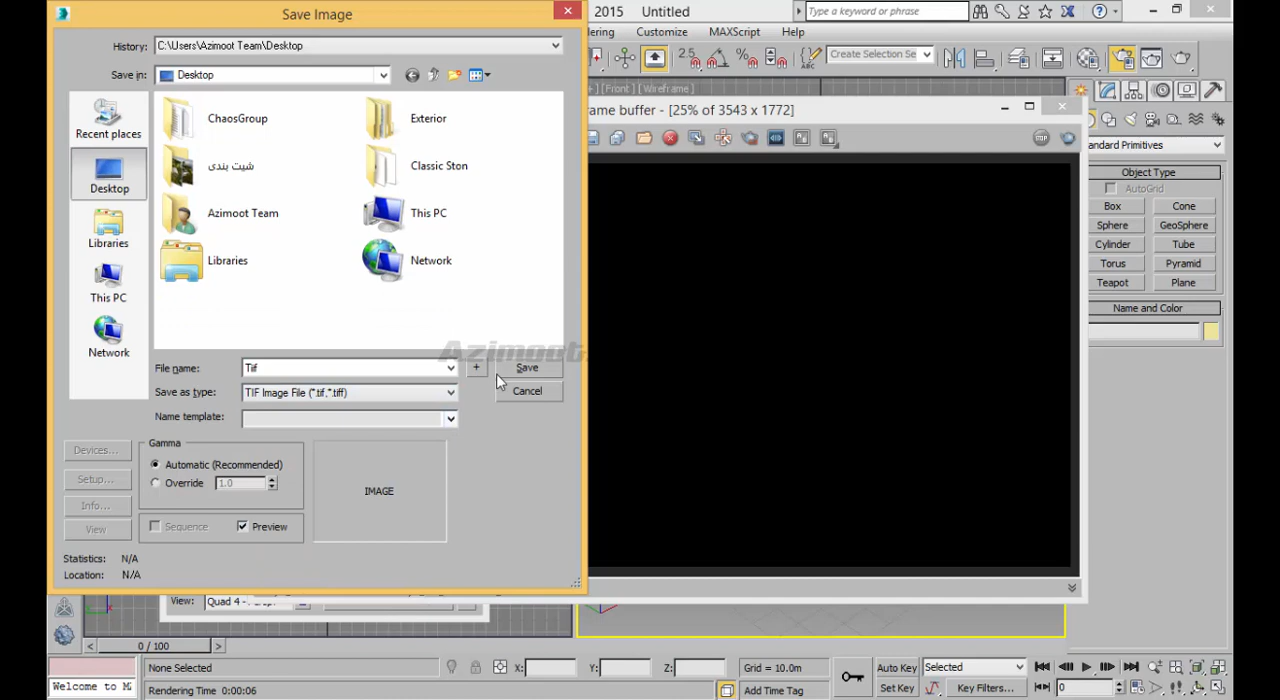 Save Image
2015 Untitled
Type a keyword or phrase
History: C:\Users\Azimoot Team\Desktop
ering Customize MAXScript Help
Save in: Desktop
Create Selection Se
Recent places
ChaosGroup
Exterior
[Front] [Wireframe]
ame buffer - [25% of 3543 x 1772]
Desktop
شیت بندی
Classic Ston
andard Primitives
Object Type
AutoGrid
Libraries
Azimoot Team
This PC
Box Cone
Sphere GeoSphere
Cylinder Tube
This PC
Libraries
Network
Torus Pyramid
Teapot Plane
Name and Color
Network
Azimoot.
File name: Tif + Save
Save as type: TIF Image File (*.tif,*.tiff) Cancel
Name template:
Devices...
Gamma
Automatic (Recommended)
Setup...
Override 1.0
IMAGE
Info...
View
Sequence Preview
Statistics: N/A
Location: N/A
View: Quad 4 -
0 / 100
None Selected X: Y: Z: Grid = 10.0m Auto Key Selected
Welcome to M
Rendering Time 0:00:06 Add Time Tag Set Key Key Filters... 0